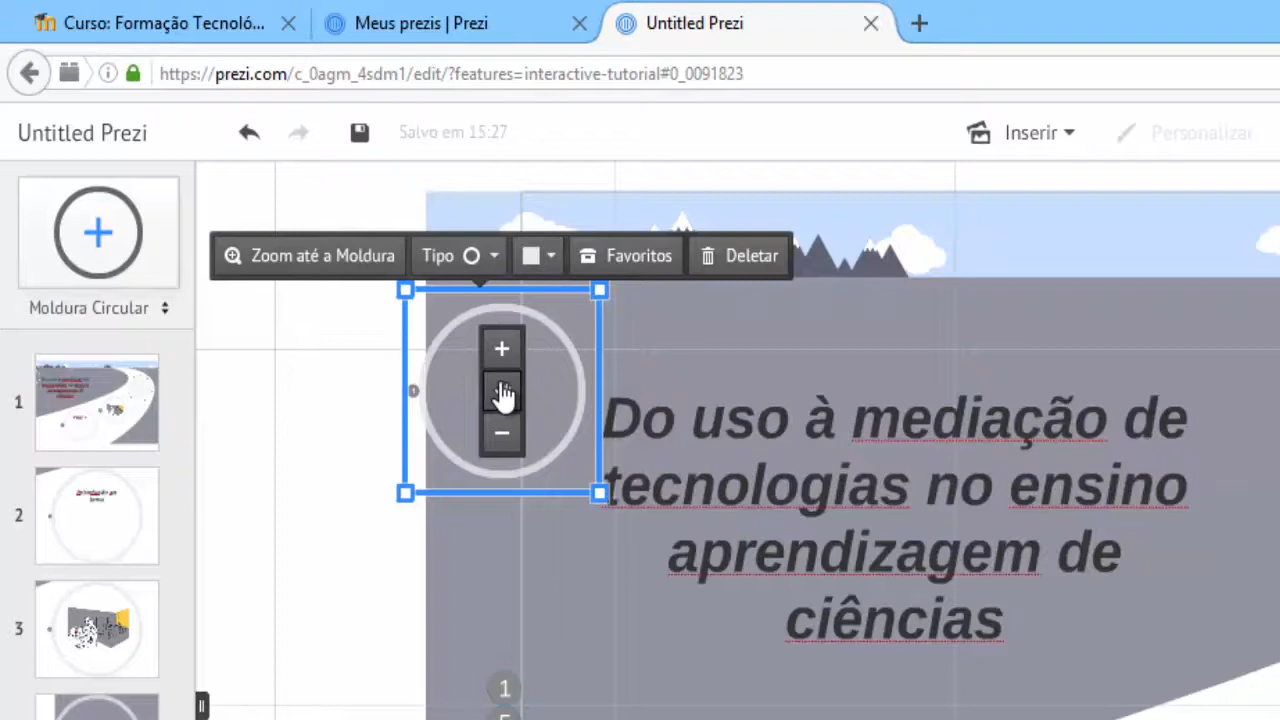 Curso: Formação Tecnoló...
Meus prezis | Prezi
Untitled Prezi
https://prezi.com/c_0agm_4sdm1/edit/?features=interactive-tutorial#0_0091823
Untitled Prezi
Salvo em 15:27
Inserir
Personalizar
Zoom até a Moldura
Tipo
Favoritos
Deletar
Moldura Circular
1
2
3
Do uso à mediação de
tecnologias no ensino
aprendizagem de
ciências
1